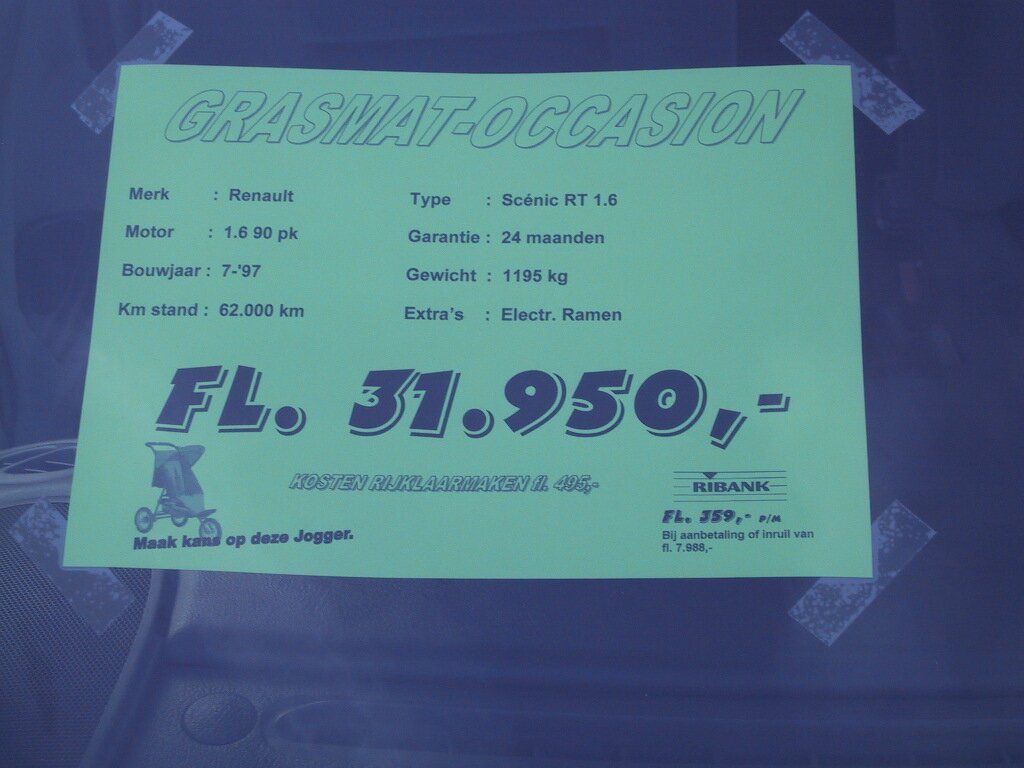 GRASMAT-OCCASION
Merk : Renault
Type : Scénic RT 1.6
Motor : 1.6 90 pk
Garantie : 24 maanden
Bouwjaar : 7-'97
Gewicht : 1195 kg
Km stand : 62.000 km
Extra's : Electr. Ramen
FL. 31.950,-
KOSTEN RIJKLAARMAKEN fl. 495,-
RIBANK
FL. 359,- P/M
Bij aanbetaling of inruil van
fl. 7.988,-
Maak kans op deze Jogger.